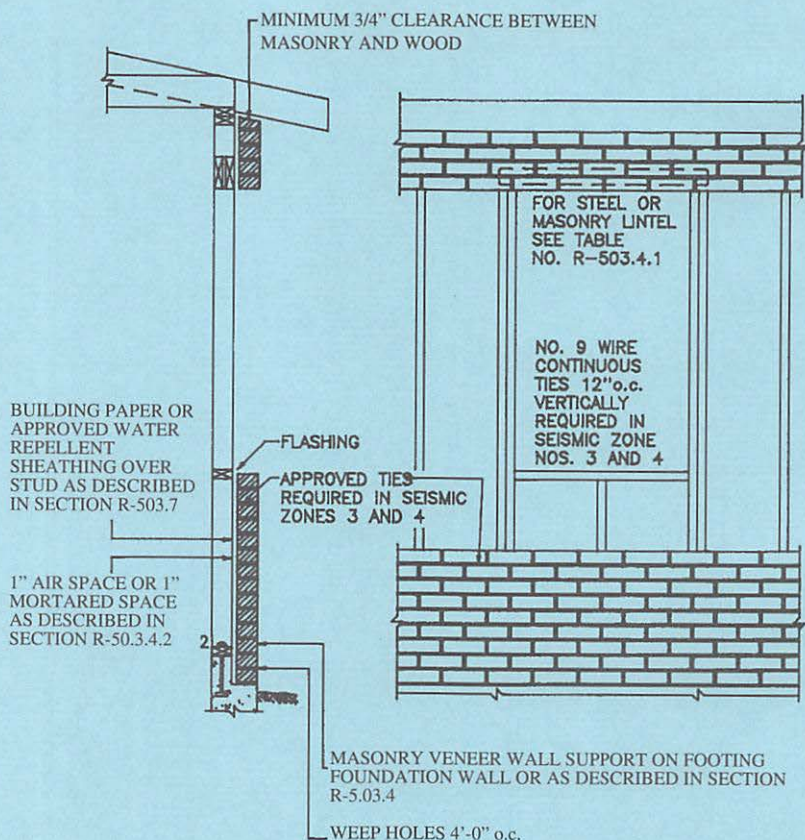 MINIMUM 3/4” CLEARANCE BETWEEN
MASONRY AND WOOD
FOR STEEL OR
MASONRY LINTEL
SEE TABLE
NO. R-503.4.1
NO. 9 WIRE
CONTINUOUS
TIES 12"o.c.
VERTICALLY
REQUIRED IN
SEISMIC ZONE
NOS. 3 AND 4
BUILDING PAPER OR
APPROVED WATER
REPELLENT
SHEATHING OVER
STUD AS DESCRIBED
IN SECTION R-503.7
FLASHING
APPROVED TIES
REQUIRED IN SEISMIC
ZONES 3 AND 4
1” AIR SPACE OR 1”
MORTARED SPACE
AS DESCRIBED IN
SECTION R-50.3.4.2
2
MASONRY VENEER WALL SUPPORT ON FOOTING
FOUNDATION WALL OR AS DESCRIBED IN SECTION
R-5.03.4
WEEP HOLES 4’-0” o.c.